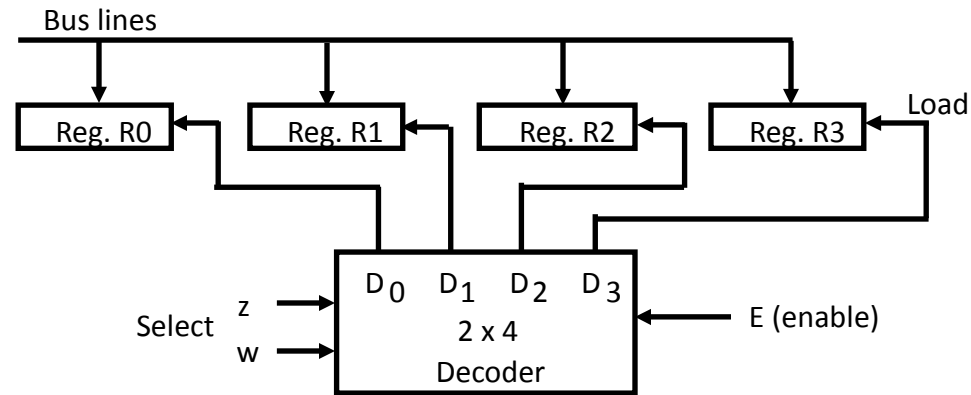 Bus lines
Reg. R0
Reg. R1
Reg. R2
Reg. R3
Load
D0 D1 D2 D3
Select
z
w
2 x 4
Decoder
E (enable)